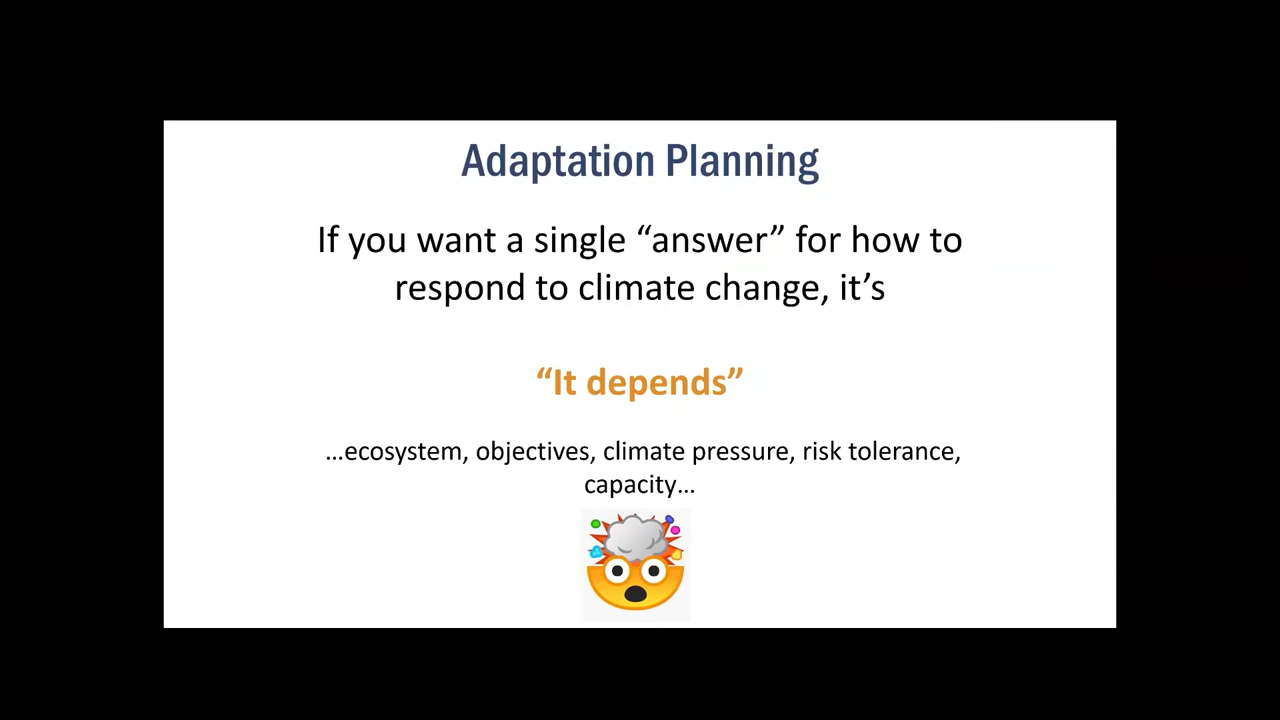 Adaptation Planning
If you want a single “answer” for how to
respond to climate change, it’s
“It depends”
…ecosystem, objectives, climate pressure, risk tolerance,
capacity…